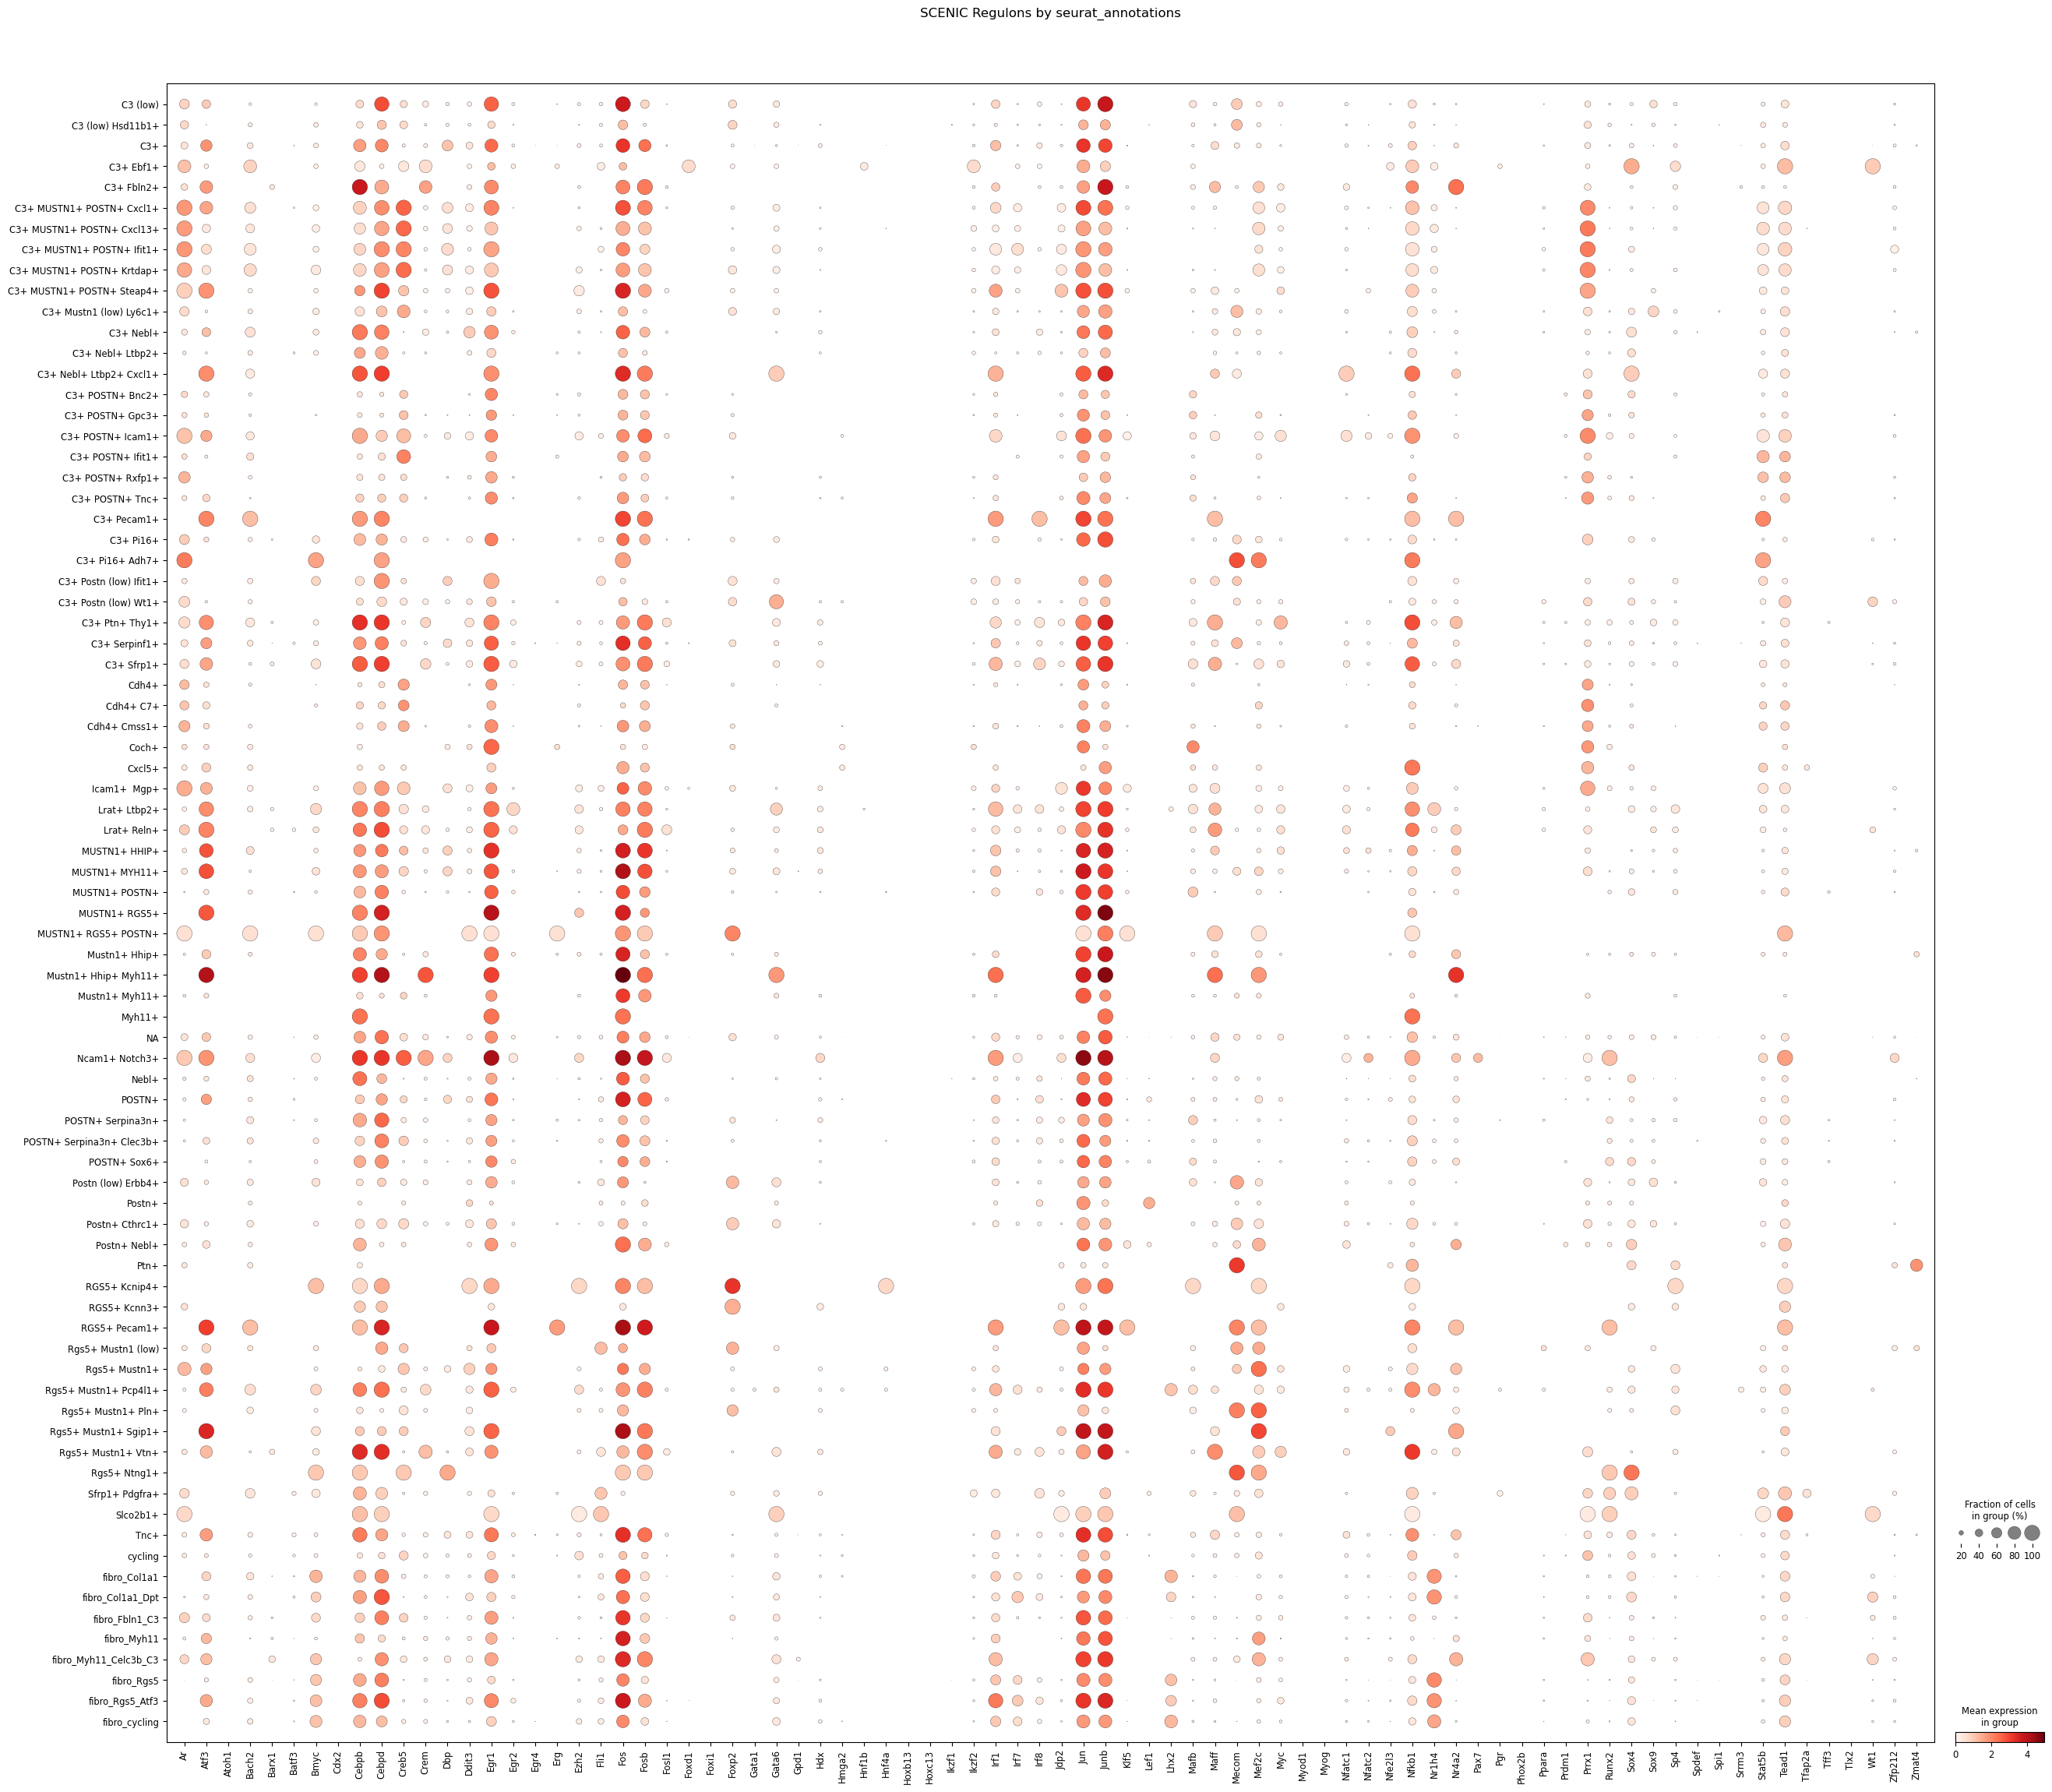 SCENIC Regulons by seurat_annotations
C3 (low)
C3 (low) Hsd11b1+
C3+
C3+ Ebf1+
C3+ Fbln2+
C3+ MUSTN1+ POSTN+ Cxcl1+
C3+ MUSTN1+ POSTN+ Cxcl13+
C3+ MUSTN1+ POSTN+ Ifit1+
C3+ MUSTN1+ POSTN+ Krtdap+
C3+ MUSTN1+ POSTN+ Steap4+
C3+ Mustn1 (low) Ly6c1+
C3+ Nebl+
C3+ Nebl+ Ltbp2+
C3+ Nebl+ Ltbp2+ Cxcl1+
C3+ POSTN+ Bnc2+
C3+ POSTN+ Gpc3+
C3+ POSTN+ Icam1+
C3+ POSTN+ Ifit1+
C3+ POSTN+ Rxfp1+
C3+ POSTN+ Tnc+
C3+ Pecam1+
C3+ Pi16+
C3+ Pi16+ Adh7+
C3+ Postn (low) Ifit1+
C3+ Postn (low) Wt1+
C3+ Ptn+ Thy1+
C3+ Serpinf1+
C3+ Sfrp1+
Cdh4+
Cdh4+ C7+
Cdh4+ Cmss1+
Coch+
Cxcl5+
Icam1+  Mgp+
Lrat+ Ltbp2+
Lrat+ Reln+
MUSTN1+ HHIP+
MUSTN1+ MYH11+
MUSTN1+ POSTN+
MUSTN1+ RGS5+
MUSTN1+ RGS5+ POSTN+
Mustn1+ Hhip+
Mustn1+ Hhip+ Myh11+
Mustn1+ Myh11+
Myh11+
NA
Ncam1+ Notch3+
Nebl+
POSTN+
POSTN+ Serpina3n+
POSTN+ Serpina3n+ Clec3b+
POSTN+ Sox6+
Postn (low) Erbb4+
Postn+
Postn+ Cthrc1+
Postn+ Nebl+
Ptn+
RGS5+ Kcnip4+
RGS5+ Kcnn3+
RGS5+ Pecam1+
Rgs5+ Mustn1 (low)
Rgs5+ Mustn1+
Rgs5+ Mustn1+ Pcp4l1+
Rgs5+ Mustn1+ Pln+
Rgs5+ Mustn1+ Sgip1+
Rgs5+ Mustn1+ Vtn+
Rgs5+ Ntng1+
Sfrp1+ Pdgfra+
Slco2b1+
Tnc+
cycling
fibro_Col1a1
fibro_Col1a1_Dpt
fibro_Fbln1_C3
fibro_Myh11
fibro_Myh11_Celc3b_C3
fibro_Rgs5
fibro_Rgs5_Atf3
fibro_cycling
Ar
Atf3
Atoh1
Bach2
Barx1
Batf3
Bmyc
Cdx2
Cebpb
Cebpd
Creb5
Crem
Dbp
Ddit3
Egr1
Egr2
Egr4
Erg
Ezh2
Fli1
Fos
Fosb
Fosl1
Foxd1
Foxi1
Foxp2
Gata1
Gata6
Gpd1
Hdx
Hmga2
Hnf1b
Hnf4a
Hoxb13
Hoxc13
Ikzf1
Ikzf2
Irf1
Irf7
Irf8
Jdp2
Jun
Junb
Klf5
Lef1
Lhx2
Mafb
Maff
Mecom
Mef2c
Myc
Myod1
Myog
Nfatc1
Nfatc2
Nfe2l3
Nfkb1
Nr1h4
Nr4a2
Pax7
Pgr
Phox2b
Ppara
Prdm1
Prrx1
Runx2
Sox4
Sox9
Sp4
Spdef
Spi1
Srm3
Stat5b
Tead1
Tfap2a
Tff3
Tlx2
Wt1
Zfp212
Zmat4
Fraction of cells
in group (%)
20 40 60 80 100
Mean expression
in group
0 2 4